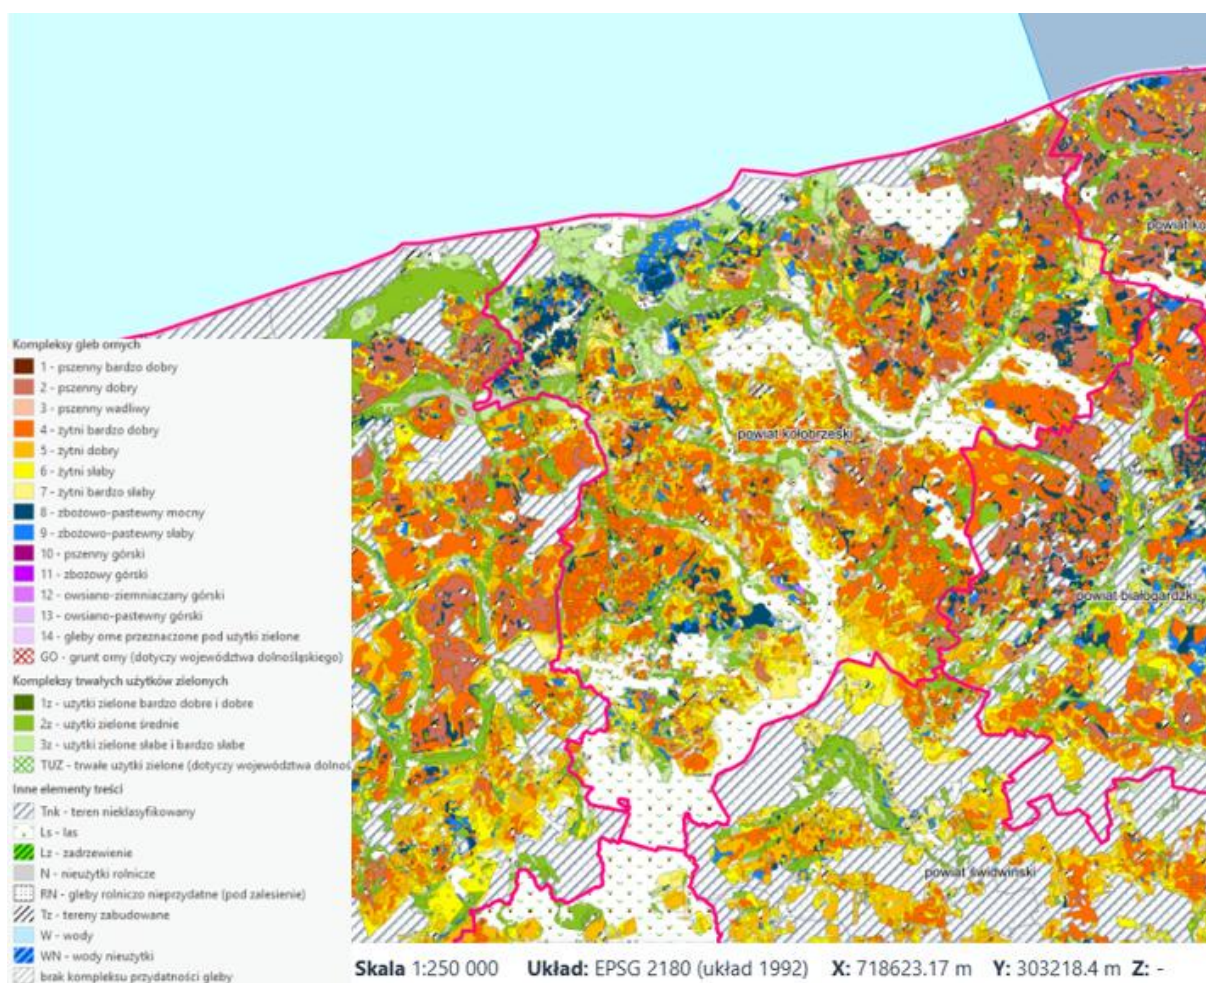 powiat ko
powiat kołobrzeski
powiat białogardzki
powiat świdwiński
Kompleksy gleb ornych
1 - pszenny bardzo dobry
2 - pszenny dobry
3 - pszenny wadliwy
4 - żytni bardzo dobry
5 - żytni dobry
6 - żytni słaby
7 - żytni bardzo słaby
8 - zbożowo-pastewny mocny
9 - zbożowo-pastewny słaby
10 - pszenny górski
11 - zbożowy górski
12 - owsiano-ziemniaczany górski
13 - owsiano-pastewny górski
14 - gleby orne przeznaczone pod użytki zielone
GO - grunt orny (dotyczy województwa dolnośląskiego)
Kompleksy trwałych użytków zielonych
1z - użytki zielone bardzo dobre i dobre
2z - użytki zielone średnie
3z - użytki zielone słabe i bardzo słabe
TUZ - trwałe użytki zielone (dotyczy województwa dolnoś
Inne elementy treści
Tnk - teren nieklasyfikowany
Ls - las
Lz - zadrzewienie
N - nieużytki rolnicze
RN - gleby rolniczo nieprzydatne (pod zalesienie)
Tz - tereny zabudowane
W - wody
WN - wody nieużytki
brak kompleksu przydatności gleby
Skala 1:250 000 Układ: EPSG 2180 (układ 1992) X: 718623.17 m Y: 303218.4 m Z: -